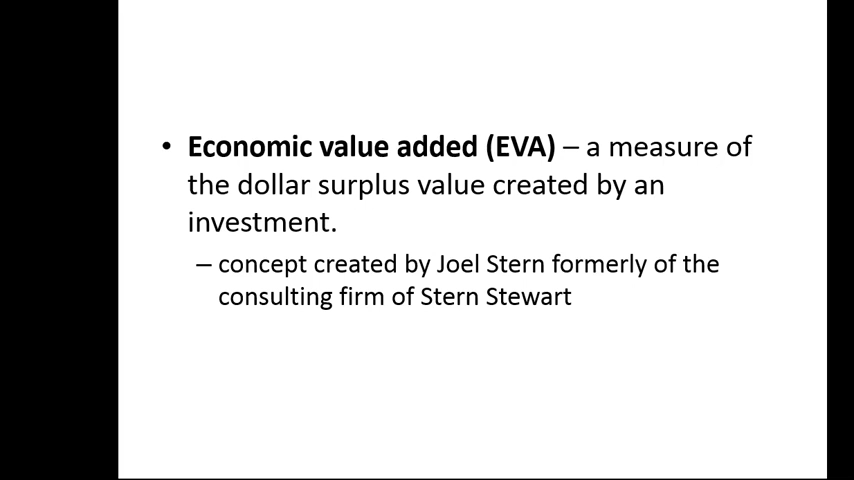 • Economic value added (EVA) – a measure of
the dollar surplus value created by an
investment.
– concept created by Joel Stern formerly of the
consulting firm of Stern Stewart